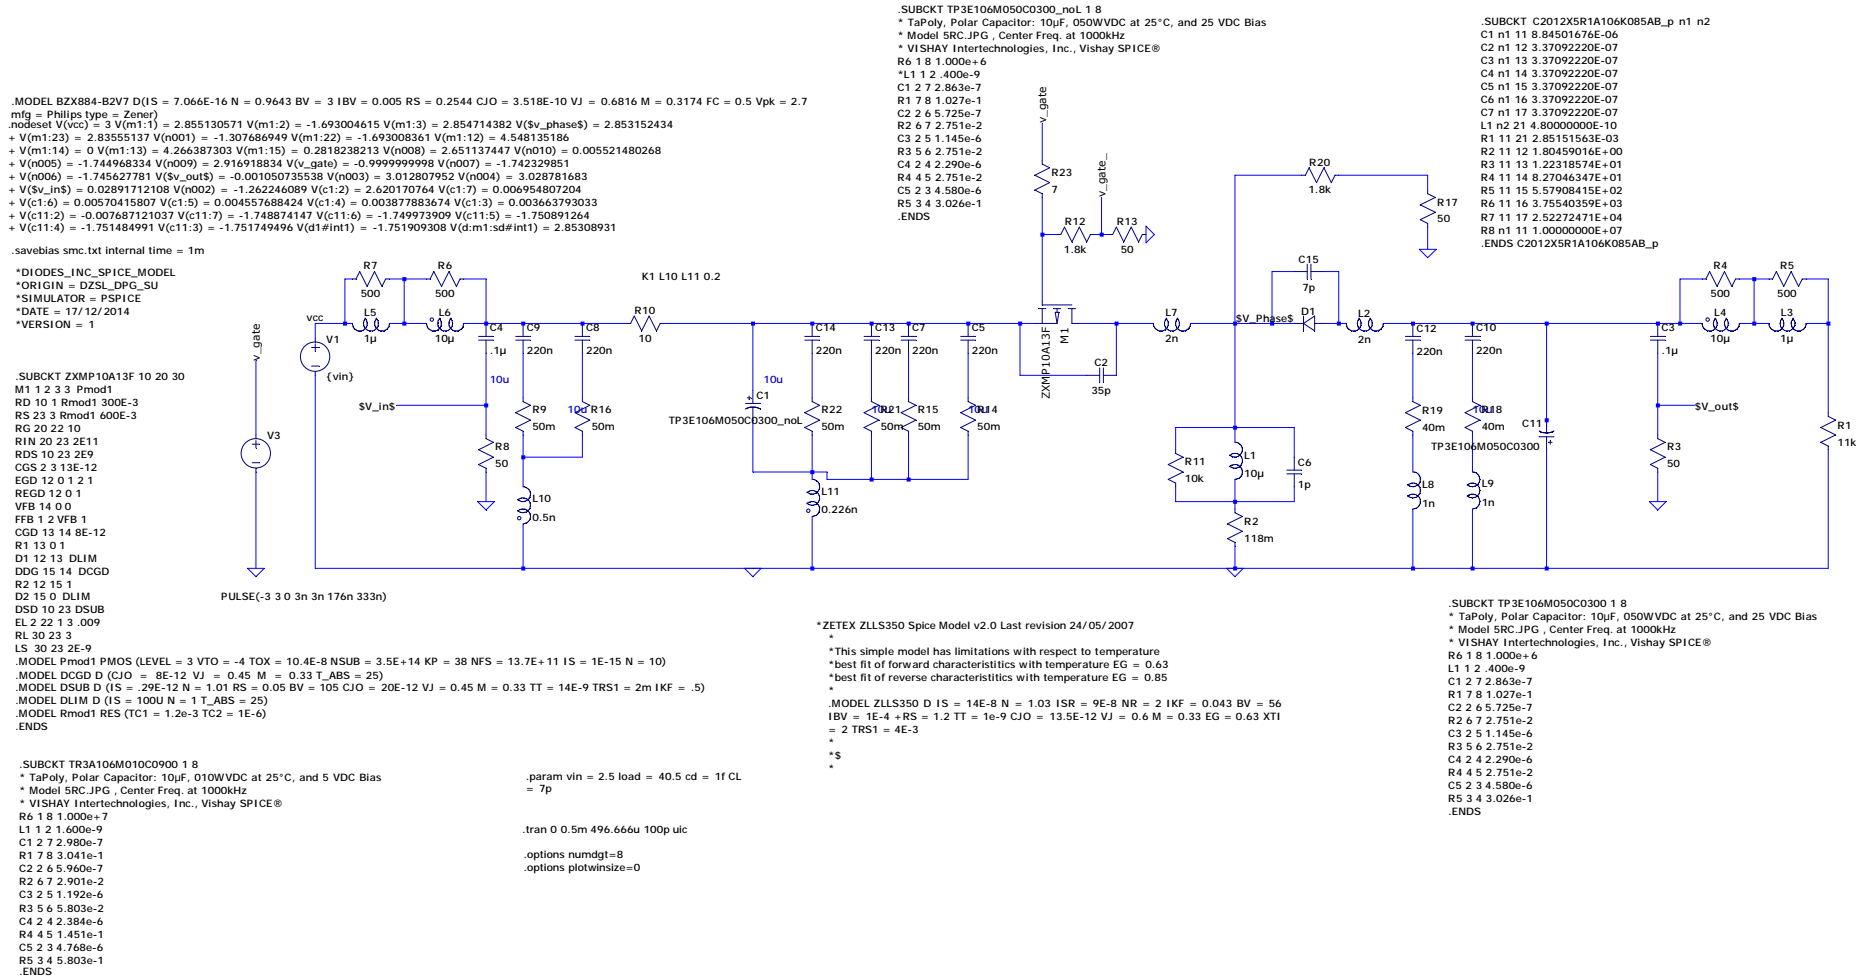 .SUBCKT TP3E106M050C0300_noL 1 8
* TaPoly, Polar Capacitor: 10µF, 050WVDC at 25°C, and 25 VDC Bias
* Model 5RC.JPG , Center Freq. at 1000kHz
* VISHAY Intertechnologies, Inc., Vishay SPICE®
R6 1 8 1.000e+6
*L1 1 2 .400e-9
C1 2 7 2.863e-7
R1 7 8 1.027e-1
C2 2 6 5.725e-7
R2 6 7 2.751e-2
C3 2 5 1.145e-6
R3 5 6 2.751e-2
C4 2 4 2.290e-6
R4 4 5 2.751e-2
C5 2 3 4.580e-6
R5 3 4 3.026e-1
.ENDS
.SUBCKT C2012X5R1A106K085AB_p n1 n2
C1 n1 11 8.84501676E-06
C2 n1 12 3.37092220E-07
C3 n1 13 3.37092220E-07
C4 n1 14 3.37092220E-07
C5 n1 15 3.37092220E-07
C6 n1 16 3.37092220E-07
C7 n1 17 3.37092220E-07
L1 n2 21 4.80000000E-10
R1 11 21 2.85151563E-03
R2 11 12 1.80459016E+00
R3 11 13 1.22318574E+01
R4 11 14 8.27046347E+01
R5 11 15 5.57908415E+02
R6 11 16 3.75540359E+03
R7 11 17 2.52272471E+04
R8 n1 11 1.00000000E+07
.ENDS C2012X5R1A106K085AB_p
.MODEL BZX884-B2V7 D(IS = 7.066E-16 N = 0.9643 BV = 3 IBV = 0.005 RS = 0.2544 CJO = 3.518E-10 VJ = 0.6816 M = 0.3174 FC = 0.5 Vpk = 2.7
mfg = Philips type = Zener)
.nodeset V(vcc) = 3 V(m1:1) = 2.855130571 V(m1:2) = -1.693004615 V(m1:3) = 2.854714382 V($v_phase$) = 2.853152434
+ V(m1:23) = 2.83555137 V(n001) = -1.307686949 V(m1:22) = -1.693008361 V(m1:12) = 4.548135186
+ V(m1:14) = 0 V(m1:13) = 4.266387303 V(m1:15) = 0.2818238213 V(n008) = 2.651137447 V(n010) = 0.005521480268
+ V(n005) = -1.744968334 V(n009) = 2.916918834 V(v_gate) = -0.9999999998 V(n007) = -1.742329851
+ V(n006) = -1.745627781 V($v_out$) = -0.001050735538 V(n003) = 3.012807952 V(n004) = 3.028781683
+ V($v_in$) = 0.02891712108 V(n002) = -1.262246089 V(c1:2) = 2.620170764 V(c1:7) = 0.006954807204
+ V(c1:6) = 0.00570415807 V(c1:5) = 0.004557688424 V(c1:4) = 0.003877883674 V(c1:3) = 0.003663793033
+ V(c11:2) = -0.007687121037 V(c11:7) = -1.748874147 V(c11:6) = -1.749973909 V(c11:5) = -1.750891264
+ V(c11:4) = -1.751484991 V(c11:3) = -1.751749496 V(d1#int1) = -1.751909308 V(d:m1:sd#int1) = 2.85308931
.savebias smc.txt internal time = 1m
*DIODES_INC_SPICE_MODEL
*ORIGIN = DZSL_DPG_SU
*SIMULATOR = PSPICE
*DATE = 17/12/2014
*VERSION = 1
v_gate
R23
7
v_gate_
R12
1.8k
R13
50
R20
1.8k
R17
50
R7
500
R6
500
K1 L10 L11 0.2
R10
10
vcc
L5
1µ
L6
10µ
C4
.1µ
C9
220n
C8
220n
C14
220n
C13
220n
C7
220n
C5
220n
ZXMP10A13F
M1
C2
35p
L7
2n
$V_Phase$
C15
7p
D1
L2
2n
C12
220n
C10
220n
C3
.1µ
R4
500
R5
500
L4
10µ
L3
1µ
v_gate
V1
{vin}
10u
$V_in$
R8
50
R9
50m
10u
R16
50m
L10
0.5n
10u
C1
TP3E106M050C0300_noL
R22
50m
10u
R21
50m
R15
50m
10u
R14
50m
L11
0.226n
R11
10k
L1
10µ
C6
1p
R2
118m
R19
40m
10u
R18
40m
C11
TP3E106M050C0300
L8
1n
L9
1n
$V_out$
R3
50
R1
11k
V3
PULSE(-3 3 0 3n 3n 176n 333n)
.SUBCKT ZXMP10A13F 10 20 30
M1 1 2 3 3 Pmod1
RD 10 1 Rmod1 300E-3
RS 23 3 Rmod1 600E-3
RG 20 22 10
RIN 20 23 2E11
RDS 10 23 2E9
CGS 2 3 13E-12
EGD 12 0 1 2 1
REGD 12 0 1
VFB 14 0 0
FFB 1 2 VFB 1
CGD 13 14 8E-12
R1 13 0 1
D1 12 13 DLIM
DDG 15 14 DCGD
R2 12 15 1
D2 15 0 DLIM
DSD 10 23 DSUB
EL 2 22 1 3 .009
RL 30 23 3
LS 30 23 2E-9
.MODEL Pmod1 PMOS (LEVEL = 3 VTO = -4 TOX = 10.4E-8 NSUB = 3.5E+14 KP = 38 NFS = 13.7E+11 IS = 1E-15 N = 10)
.MODEL DCGD D (CJO = 8E-12 VJ = 0.45 M = 0.33 T_ABS = 25)
.MODEL DSUB D (IS = .29E-12 N = 1.01 RS = 0.05 BV = 105 CJO = 20E-12 VJ = 0.45 M = 0.33 TT = 14E-9 TRS1 = 2m IKF = .5)
.MODEL DLIM D (IS = 100U N = 1 T_ABS = 25)
.MODEL Rmod1 RES (TC1 = 1.2e-3 TC2 = 1E-6)
.ENDS
*ZETEX ZLLS350 Spice Model v2.0 Last revision 24/05/2007
*
*This simple model has limitations with respect to temperature
*best fit of forward characteristitics with temperature EG = 0.63
*best fit of reverse characteristitics with temperature EG = 0.85
*
.MODEL ZLLS350 D IS = 14E-8 N = 1.03 ISR = 9E-8 NR = 2 IKF = 0.043 BV = 56
IBV = 1E-4 +RS = 1.2 TT = 1e-9 CJO = 13.5E-12 VJ = 0.6 M = 0.33 EG = 0.63 XTI
= 2 TRS1 = 4E-3
*
*$
*
.SUBCKT TP3E106M050C0300 1 8
* TaPoly, Polar Capacitor: 10µF, 050WVDC at 25°C, and 25 VDC Bias
* Model 5RC.JPG , Center Freq. at 1000kHz
* VISHAY Intertechnologies, Inc., Vishay SPICE®
R6 1 8 1.000e+6
L1 1 2 .400e-9
C1 2 7 2.863e-7
R1 7 8 1.027e-1
C2 2 6 5.725e-7
R2 6 7 2.751e-2
C3 2 5 1.145e-6
R3 5 6 2.751e-2
C4 2 4 2.290e-6
R4 4 5 2.751e-2
C5 2 3 4.580e-6
R5 3 4 3.026e-1
.ENDS
.SUBCKT TR3A106M010C0900 1 8
* TaPoly, Polar Capacitor: 10µF, 010WVDC at 25°C, and 5 VDC Bias
* Model 5RC.JPG , Center Freq. at 1000kHz
* VISHAY Intertechnologies, Inc., Vishay SPICE®
R6 1 8 1.000e+7
L1 1 2 1.600e-9
C1 2 7 2.980e-7
R1 7 8 3.041e-1
C2 2 6 5.960e-7
R2 6 7 2.901e-2
C3 2 5 1.192e-6
R3 5 6 5.803e-2
C4 2 4 2.384e-6
R4 4 5 1.451e-1
C5 2 3 4.768e-6
R5 3 4 5.803e-1
.ENDS
.param vin = 2.5 load = 40.5 cd = 1f CL
= 7p
.tran 0 0.5m 496.666u 100p uic
.options numdgt=8
.options plotwinsize=0